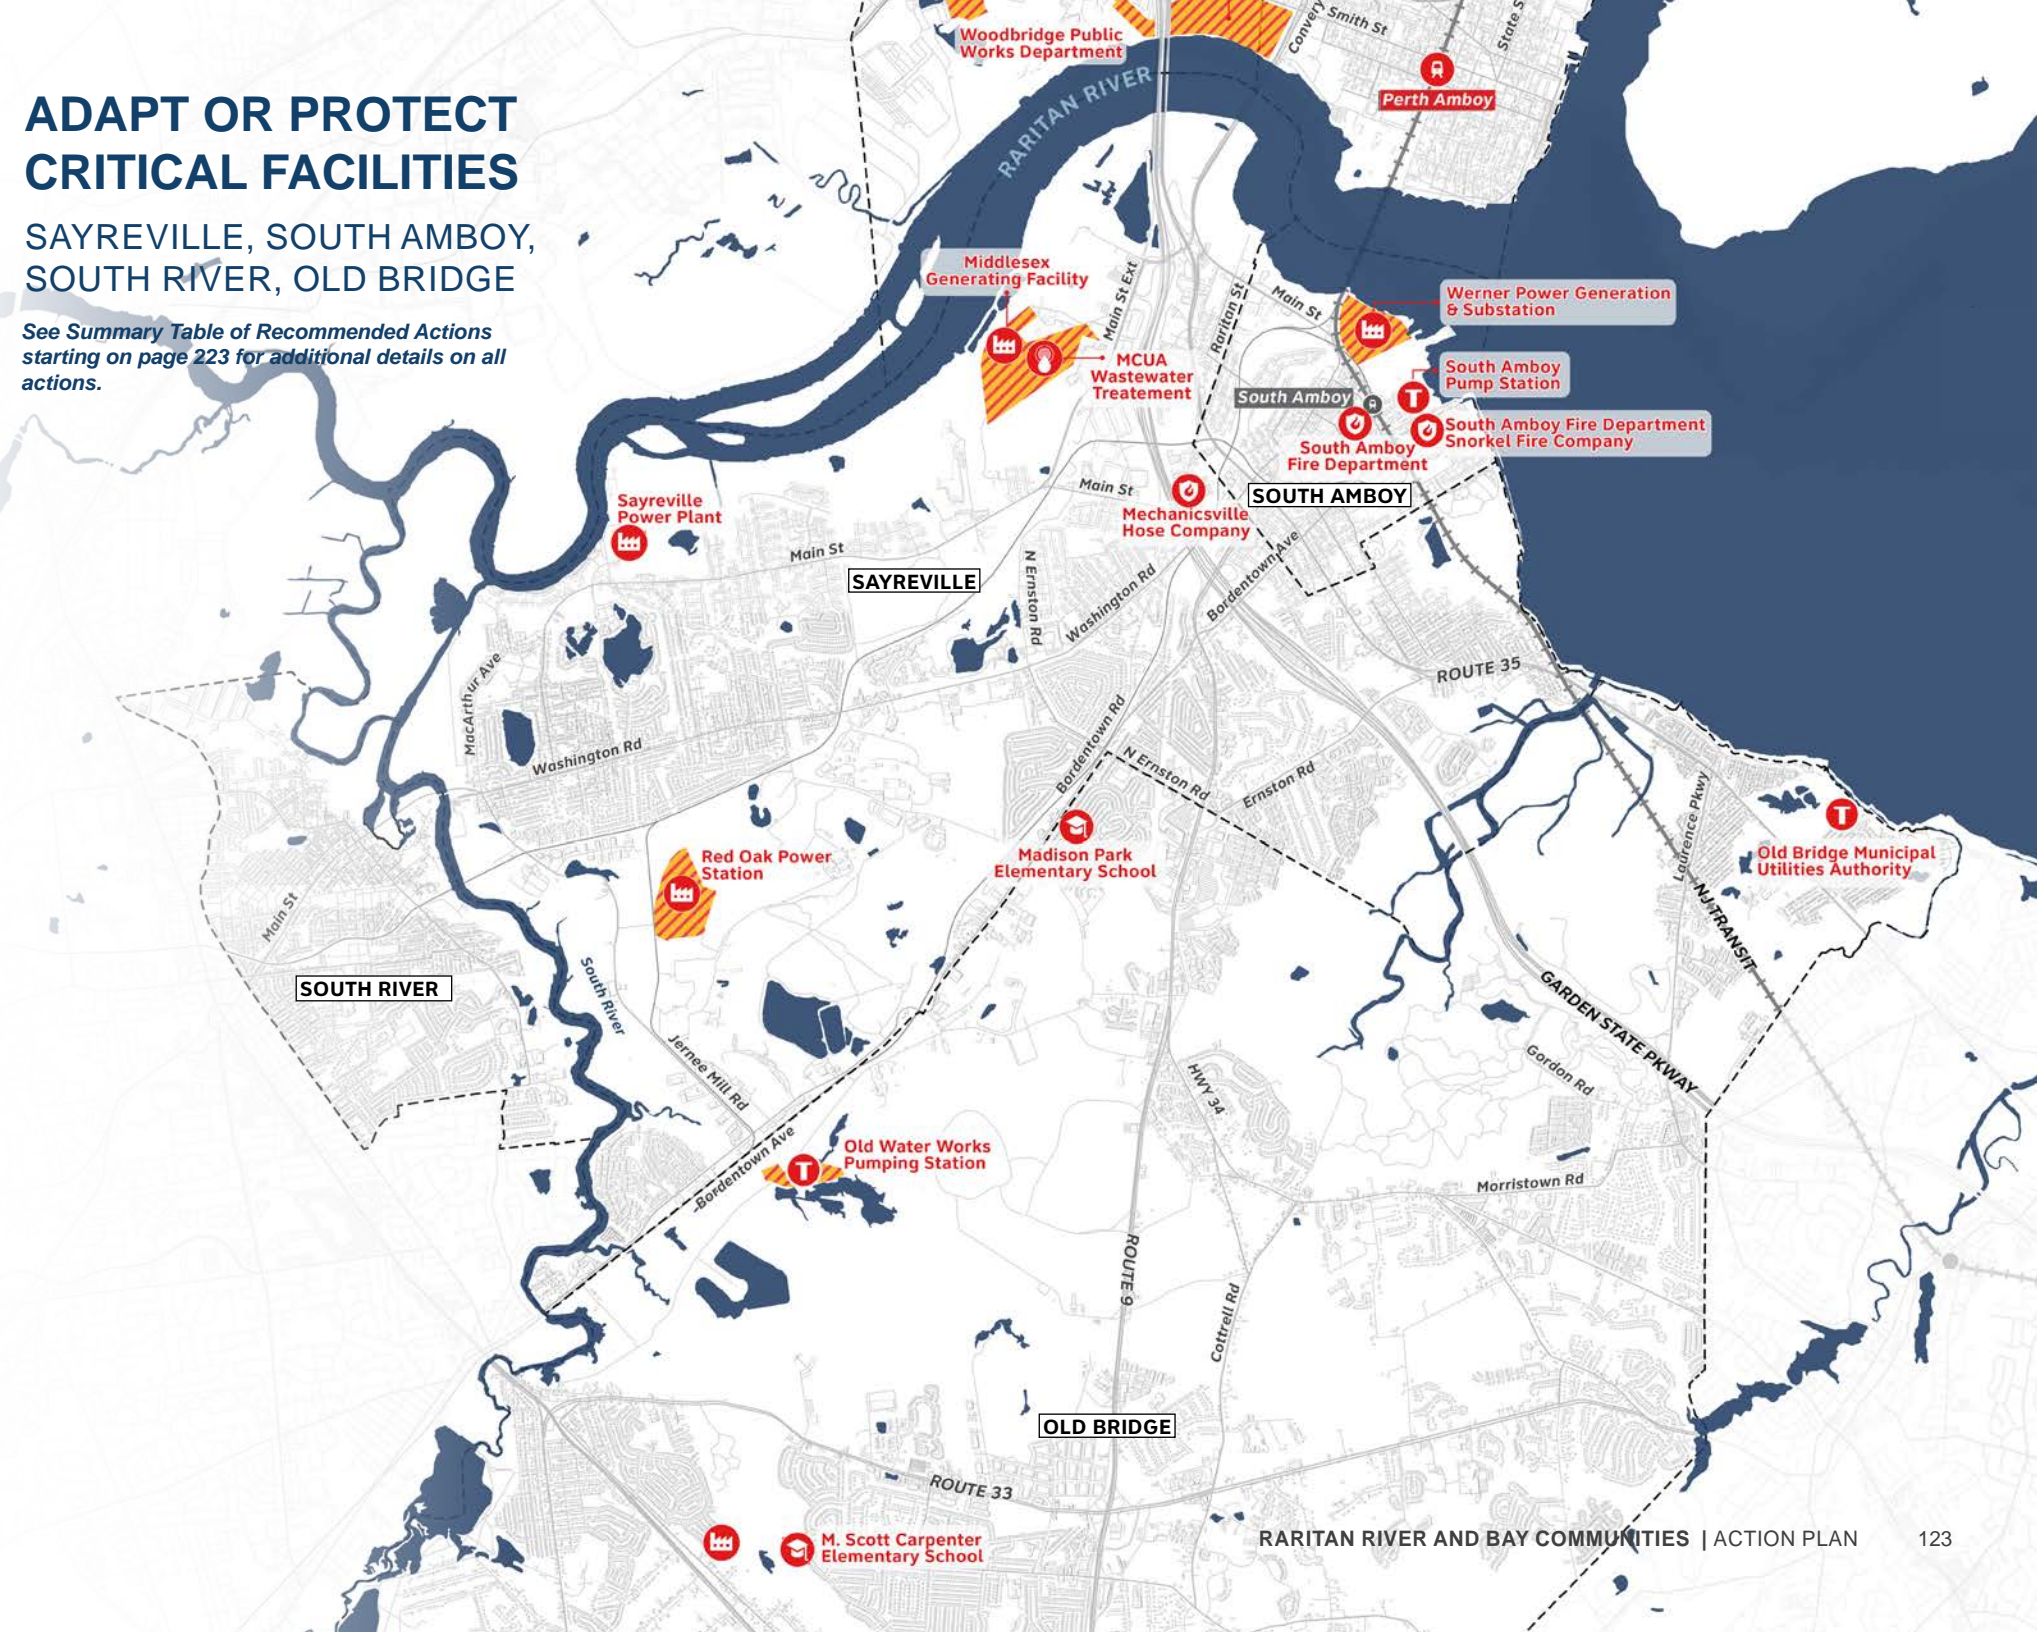 ADAPT OR PROTECT
CRITICAL FACILITIES
SAYREVILLE, SOUTH AMBOY,
SOUTH RIVER, OLD BRIDGE
See Summary Table of Recommended Actions
starting on page 223 for additional details on all
actions.
Woodbridge Public
Works Department
Convery
Smith St
State S
Perth Amboy
RARITAN RIVER
Middlesex
Generating Facility
Main St Ext
Raritan St
Main St
Werner Power Generation
& Substation
MCUA
Wastewater
Treatement
South Amboy
South Amboy
Pump Station
South Amboy Fire Department
Snorkel Fire Company
South Amboy
Fire Department
SOUTH AMBOY
Main St
Mechanicsville
Hose Company
Sayreville
Power Plant
Main St
SAYREVILLE
N Ernston Rd
Washington Rd
Bordentown Ave
ROUTE 35
MacArthur Ave
Washington Rd
Bordentown Rd
N Ernston Rd
Ernston Rd
Laurence Pkwy
Madison Park
Elementary School
Old Bridge Municipal
Utilities Authority
Red Oak Power
Station
Main St
NJ TRANSIT
SOUTH RIVER
South River
GARDEN STATE PKWAY
Jernee Mill Rd
HWY 34
Gordon Rd
Bordentown Ave
Old Water Works
Pumping Station
Morristown Rd
ROUTE 9
Cottrell Rd
OLD BRIDGE
ROUTE 33
M. Scott Carpenter
Elementary School
RARITAN RIVER AND BAY COMMUNITIES | ACTION PLAN 123